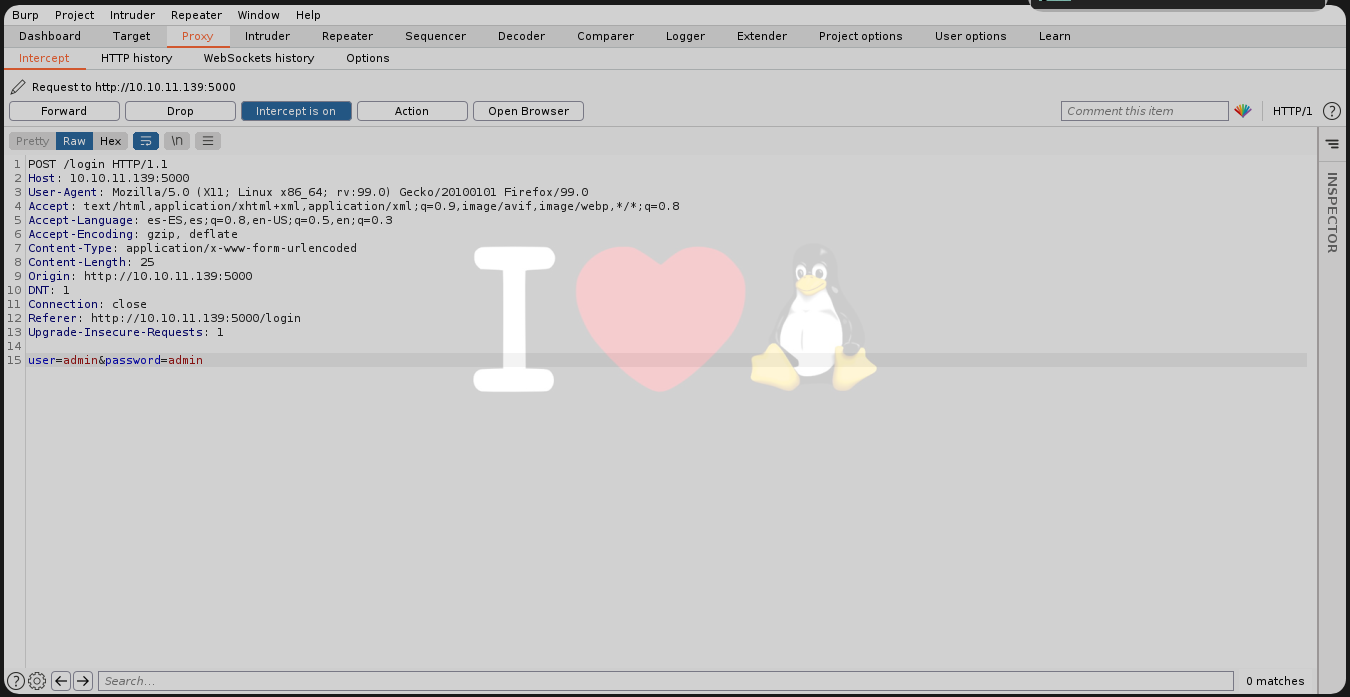 Burp Project Intruder Repeater Window Help
Dashboard Target Proxy Intruder Repeater Sequencer Decoder Comparer Logger Extender Project options User options Learn
Intercept HTTP history WebSockets history Options
Request to http://10.10.11.139:5000
Forward Drop Intercept is on Action Open Browser Comment this item HTTP/1 ?
Pretty Raw Hex \n
INSPECTOR
1 POST /login HTTP/1.1
2 Host: 10.10.11.139:5000
3 User-Agent: Mozilla/5.0 (X11; Linux x86_64; rv:99.0) Gecko/20100101 Firefox/99.0
4 Accept: text/html,application/xhtml+xml,application/xml;q=0.9,image/avif,image/webp,*/*;q=0.8
5 Accept-Language: es-ES,es;q=0.8,en-US;q=0.5,en;q=0.3
6 Accept-Encoding: gzip, deflate
7 Content-Type: application/x-www-form-urlencoded
8 Content-Length: 25
9 Origin: http://10.10.11.139:5000
10 DNT: 1
11 Connection: close
12 Referer: http://10.10.11.139:5000/login
13 Upgrade-Insecure-Requests: 1
14
15 user=admin&password=admin
I
? Search... 0 matches